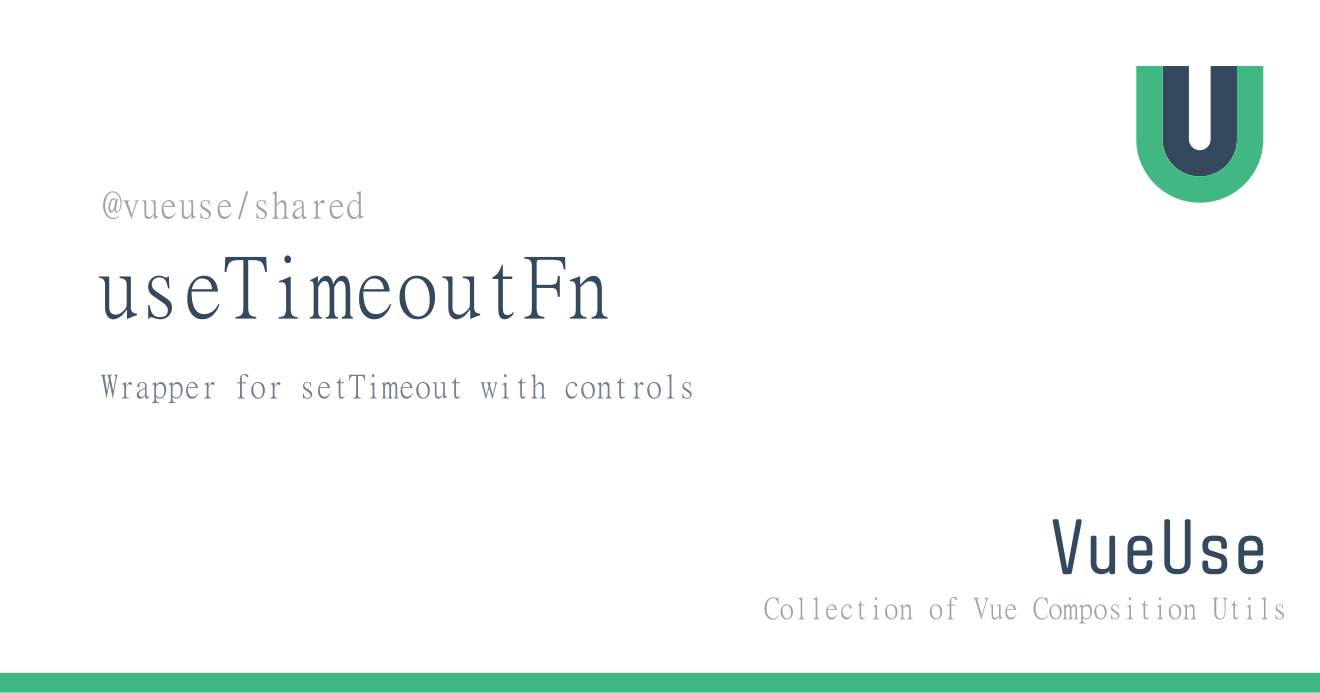 @vueuse/shared
useTimeoutFn
Wrapper for setTimeout with controls
VueUse
Collection of Vue Composition Utils